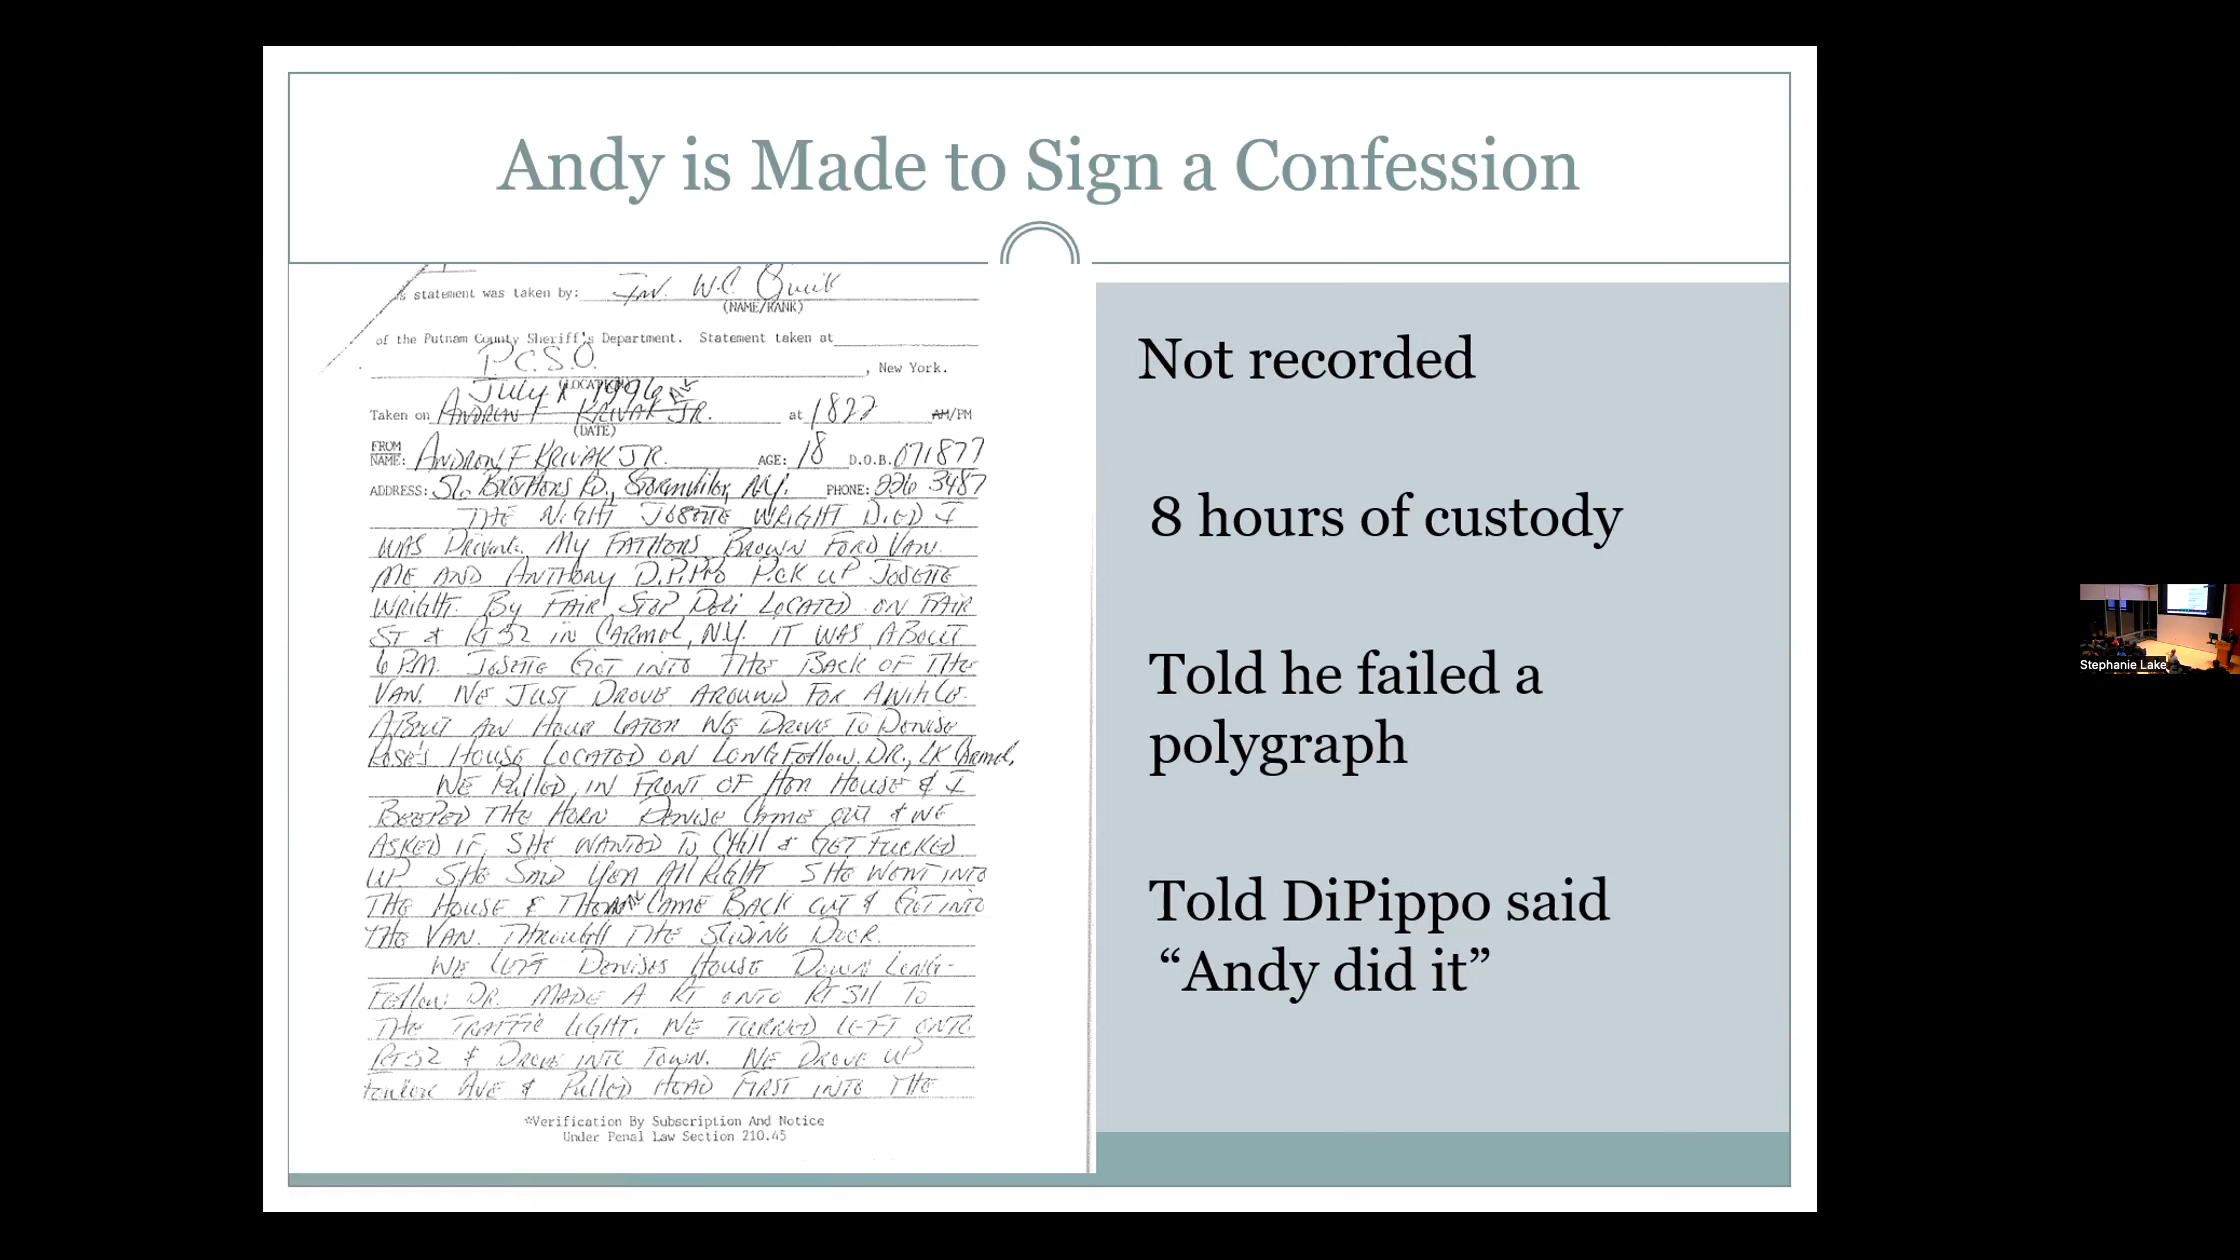 Andy is Made to Sign a Confession
s statement was taken by: Inv. W.C. Quick
(NAME/RANK)
of the Putnam County Sheriff's Department. Statement taken at
P.C.S.O. , New York.
(LOCATION)
July 1 1996 AK
Taken on ANDREW F KRIVAK JR. at 1822 AM/PM
(DATE)
FROM
NAME: ANDREW F KRIVAK JR. AGE: 18 D.O.B. 071877
ADDRESS: BROTHERS RD., Stormville, N.Y. PHONE: 226 3487
THE NIGHT JOSETTE WRIGHT DIED I
WAS DRIVING MY FATHERS BROWN FORD VAN.
ME AND ANTHONY DIPIPPO PICK UP JOSETTE
WRIGHT. BY FAIR ST DELI LOCATED ON FAIR
ST & RT 52 IN CARMEL, N.Y. IT WAS ABOUT
6 P.M. JOSETTE GOT INTO THE BACK OF THE
VAN. WE JUST DROVE AROUND FOR AWHILE.
ABOUT AN HOUR LATER WE DROVE TO DENISE
ROSE'S HOUSE LOCATED ON LONGFELLOW DR., LK CARMEL.
WE PULLED IN FRONT OF HER HOUSE & I
BEEPED THE HORN DENISE CAME OUT & WE
ASKED IF SHE WANTED TO CHILL & GET FUCKED
UP. SHE SAID YEA ALL RIGHT SHE WENT INTO
THE HOUSE & THEN CAME BACK OUT & GOT INTO
THE VAN. THROUGH THE SLIDING DOOR.
WE LEFT DENISES HOUSE DOWN LONG-
FELLOW DR. MADE A RT ONTO RT 311 TO
THE TRAFFIC LIGHT. WE TURNED LEFT ONTO
RT 52 & DROVE INTO TOWN. WE DROVE UP
AVE & PULLED HEAD FIRST INTO THE
*Verification By Subscription And Notice
Under Penal Law Section 210.45
Not recorded
8 hours of custody
Told he failed a
polygraph
Told DiPippo said
“Andy did it”
Stephanie Lake